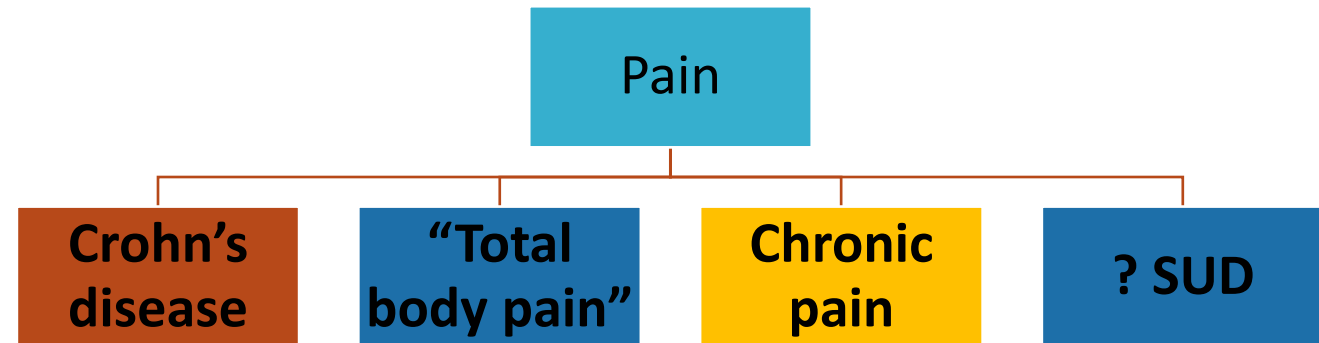 Pain
Crohn’s
disease
“Total
body pain”
Chronic
pain
? SUD